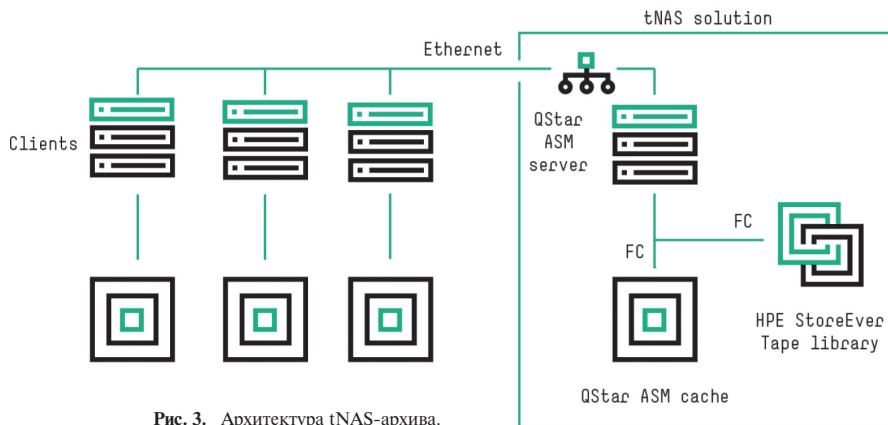 tNAS solution
Ethernet
Clients
QStar
ASM
server
FC
FC
HPE StoreEver
Tape library
QStar ASM cache
Рис. 3. Архитектура tNAS-архива.